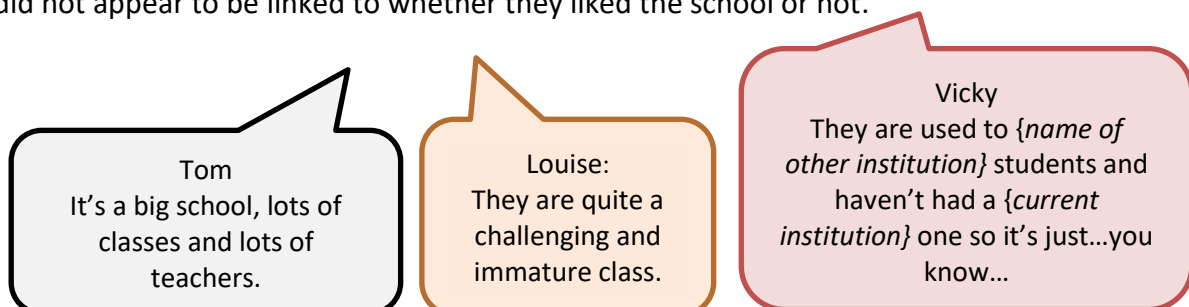 did not appear to be linked to whether they liked the school or not.
Tom
It's a big school, lots of
classes and lots of
teachers.
Louise:
They are quite a
challenging and
immature class.
Vicky
They are used to {name of
other institution} students and
haven't had a {current
institution} one so it's just…you
know…